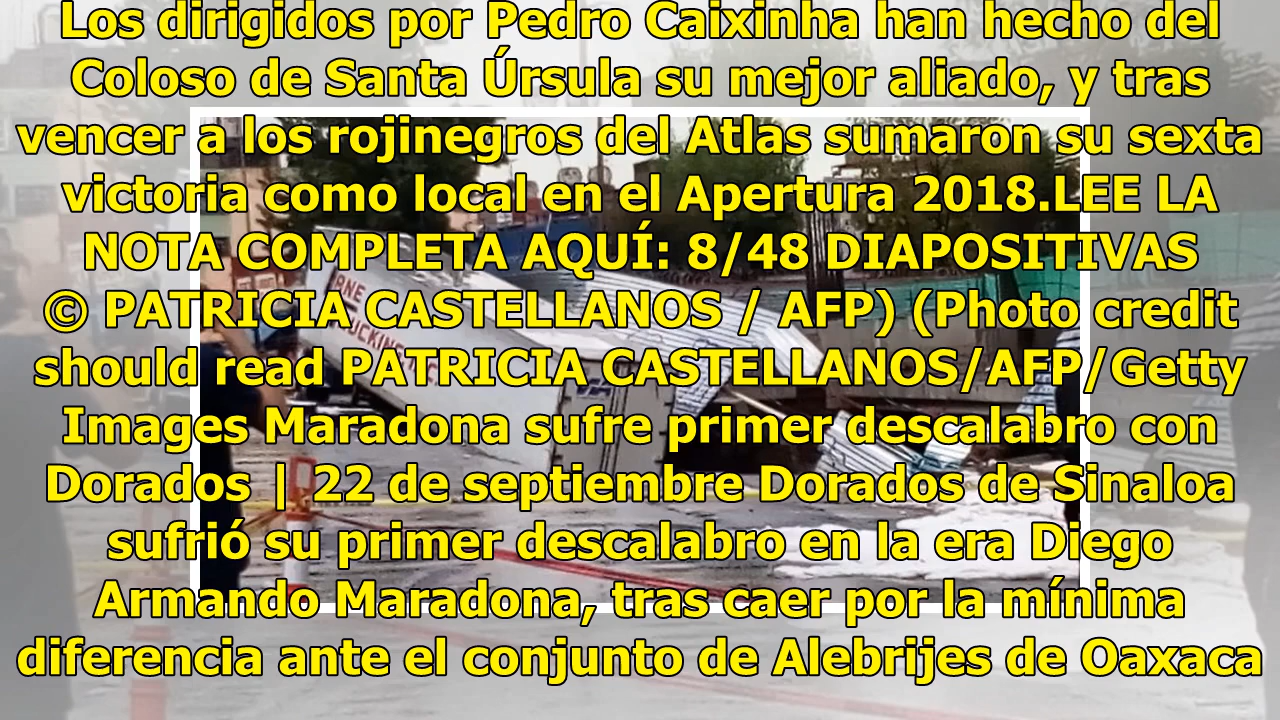 Los dirigidos por Pedro Caixinha han hecho del
Coloso de Santa Úrsula su mejor aliado, y tras
vencer a los rojinegros del Atlas sumaron su sexta
victoria como local en el Apertura 2018.LEE LA
NOTA COMPLETA AQUÍ: 8/48 DIAPOSITIVAS
© PATRICIA CASTELLANOS / AFP) (Photo credit
should read PATRICIA CASTELLANOS/AFP/Getty
Images Maradona sufre primer descalabro con
Dorados | 22 de septiembre Dorados de Sinaloa
sufrió su primer descalabro en la era Diego
Armando Maradona, tras caer por la mínima
diferencia ante el conjunto de Alebrijes de Oaxaca